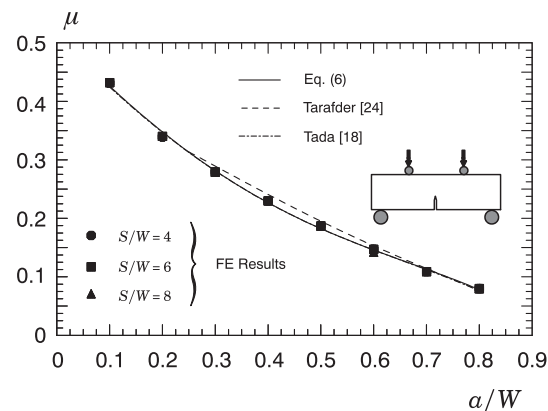 μ
0.5
0.4
0.3
0.2
0.1
0
Eq. (6)
Tarafder [24]
Tada [18]
S/W = 4
S/W = 6
S/W = 8
FE Results
0 0.1 0.2 0.3 0.4 0.5 0.6 0.7 0.8 0.9
a/W